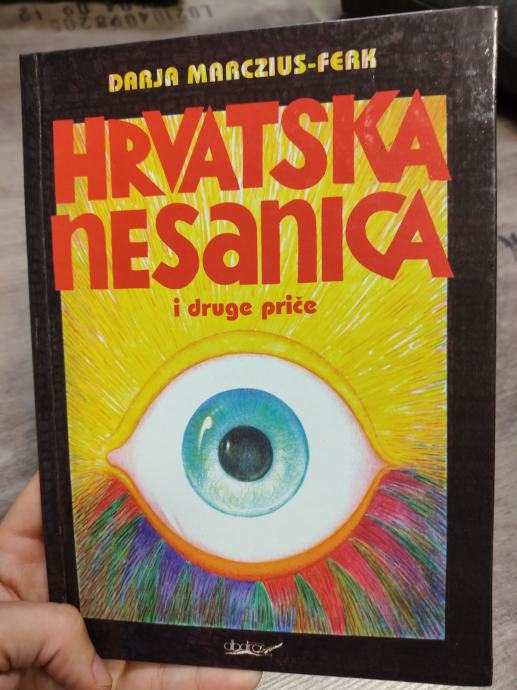 DARJA MARCZIUS-FERK
HRVATSKA
NESANICA
i druge priče